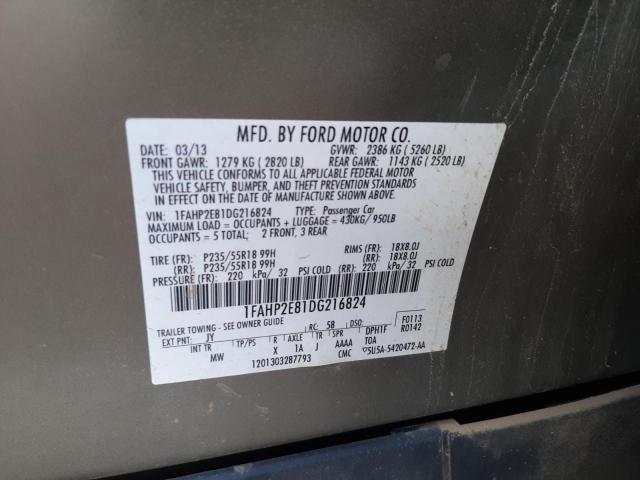 MFD. BY FORD MOTOR CO.
DATE: 03/13 GVWR: 2386 KG ( 5260 LB)
FRONT GAWR: 1279 KG ( 2820 LB) REAR GAWR: 1143 KG ( 2520 LB)
THIS VEHICLE CONFORMS TO ALL APPLICABLE FEDERAL MOTOR
VEHICLE SAFETY, BUMPER, AND THEFT PREVENTION STANDARDS
IN EFFECT ON THE DATE OF MANUFACTURE SHOWN ABOVE.
VIN: 1FAHP2E81DG216824 TYPE: Passenger Car
MAXIMUM LOAD = OCCUPANTS + LUGGAGE = 430KG/ 950LB
OCCUPANTS = 5 TOTAL; 2 FRONT, 3 REAR
TIRE (FR): P235/55R18 99H RIMS (FR): 18X8.0J
(RR): P235/55R18 99H (RR): 18X8.0J
PRESSURE (FR): 220 kPa/ 32 PSI COLD (RR): 220 kPa/ 32 PSI COLD
1FAHP2E81DG216824
TRAILER TOWING - SEE OWNER GUIDE
EXT PNT: JY RC: 58 DSO: F0113
INT TR TP/PS R AXLE TR SPR DPH1F R0142
MW X 1A J AAAA TOA
1201303287793 CMC 5U5A-5420472-AA